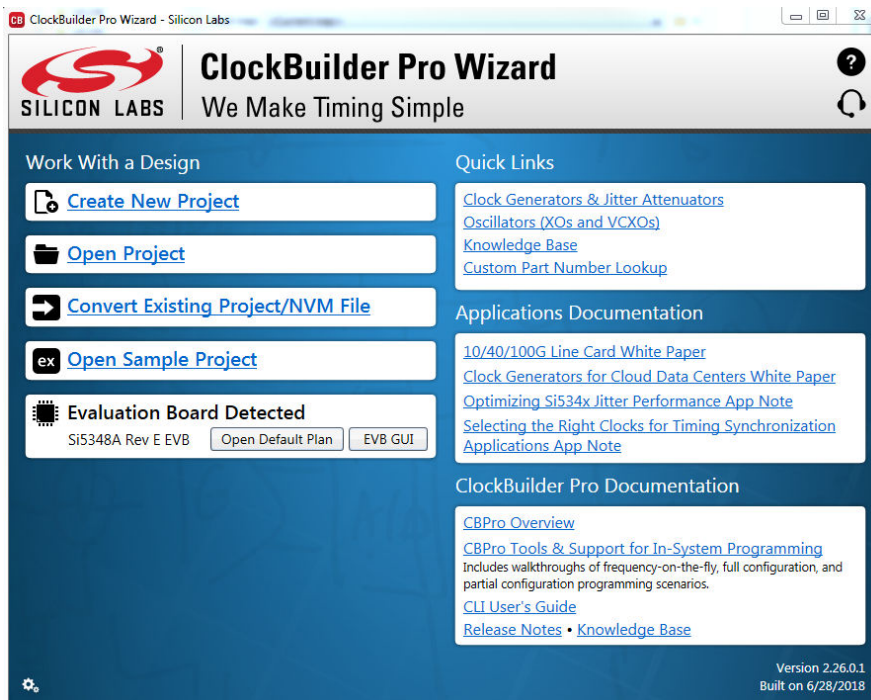 CB ClockBuilder Pro Wizard - Silicon Labs
SILICON LABS
ClockBuilder Pro Wizard
We Make Timing Simple
?
Work With a Design
Create New Project
Open Project
Convert Existing Project/NVM File
ex Open Sample Project
Evaluation Board Detected
Si5348A Rev E EVB Open Default Plan EVB GUI
Quick Links
Clock Generators & Jitter Attenuators
Oscillators (XOs and VCXOs)
Knowledge Base
Custom Part Number Lookup
Applications Documentation
10/40/100G Line Card White Paper
Clock Generators for Cloud Data Centers White Paper
Optimizing Si534x Jitter Performance App Note
Selecting the Right Clocks for Timing Synchronization
Applications App Note
ClockBuilder Pro Documentation
CBPro Overview
CBPro Tools & Support for In-System Programming
Includes walkthroughs of frequency-on-the-fly, full configuration, and
partial configuration programming scenarios.
CLI User's Guide
Release Notes • Knowledge Base
Version 2.26.0.1
Built on 6/28/2018